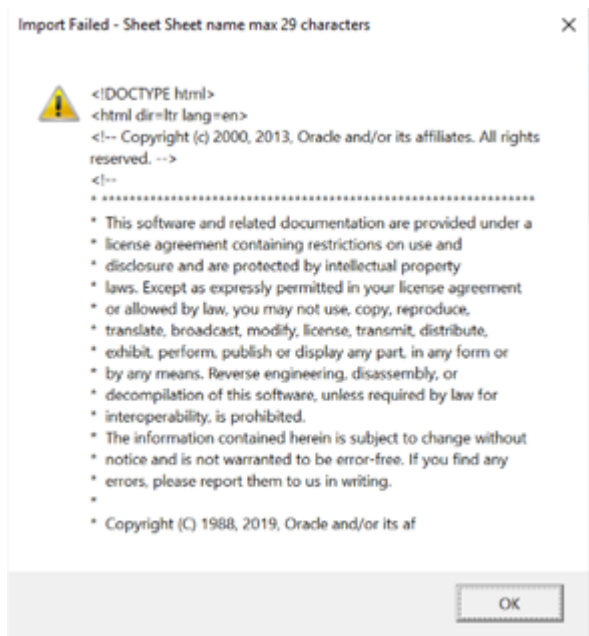 Import Failed - Sheet Sheet name max 29 characters
<!DOCTYPE html>
<html dir=ltr lang=en>
<!-- Copyright (c) 2000, 2013, Oracle and/or its affiliates. All rights
reserved. -->
<!--
* ****************************************************************
* This software and related documentation are provided under a
* license agreement containing restrictions on use and
* disclosure and are protected by intellectual property
* laws. Except as expressly permitted in your license agreement
* or allowed by law, you may not use, copy, reproduce,
* translate, broadcast, modify, license, transmit, distribute,
* exhibit, perform, publish or display any part, in any form or
* by any means. Reverse engineering, disassembly, or
* decompilation of this software, unless required by law for
* interoperability, is prohibited.
* The information contained herein is subject to change without
* notice and is not warranted to be error-free. If you find any
* errors, please report them to us in writing.
*
* Copyright (C) 1988, 2019, Oracle and/or its af
OK